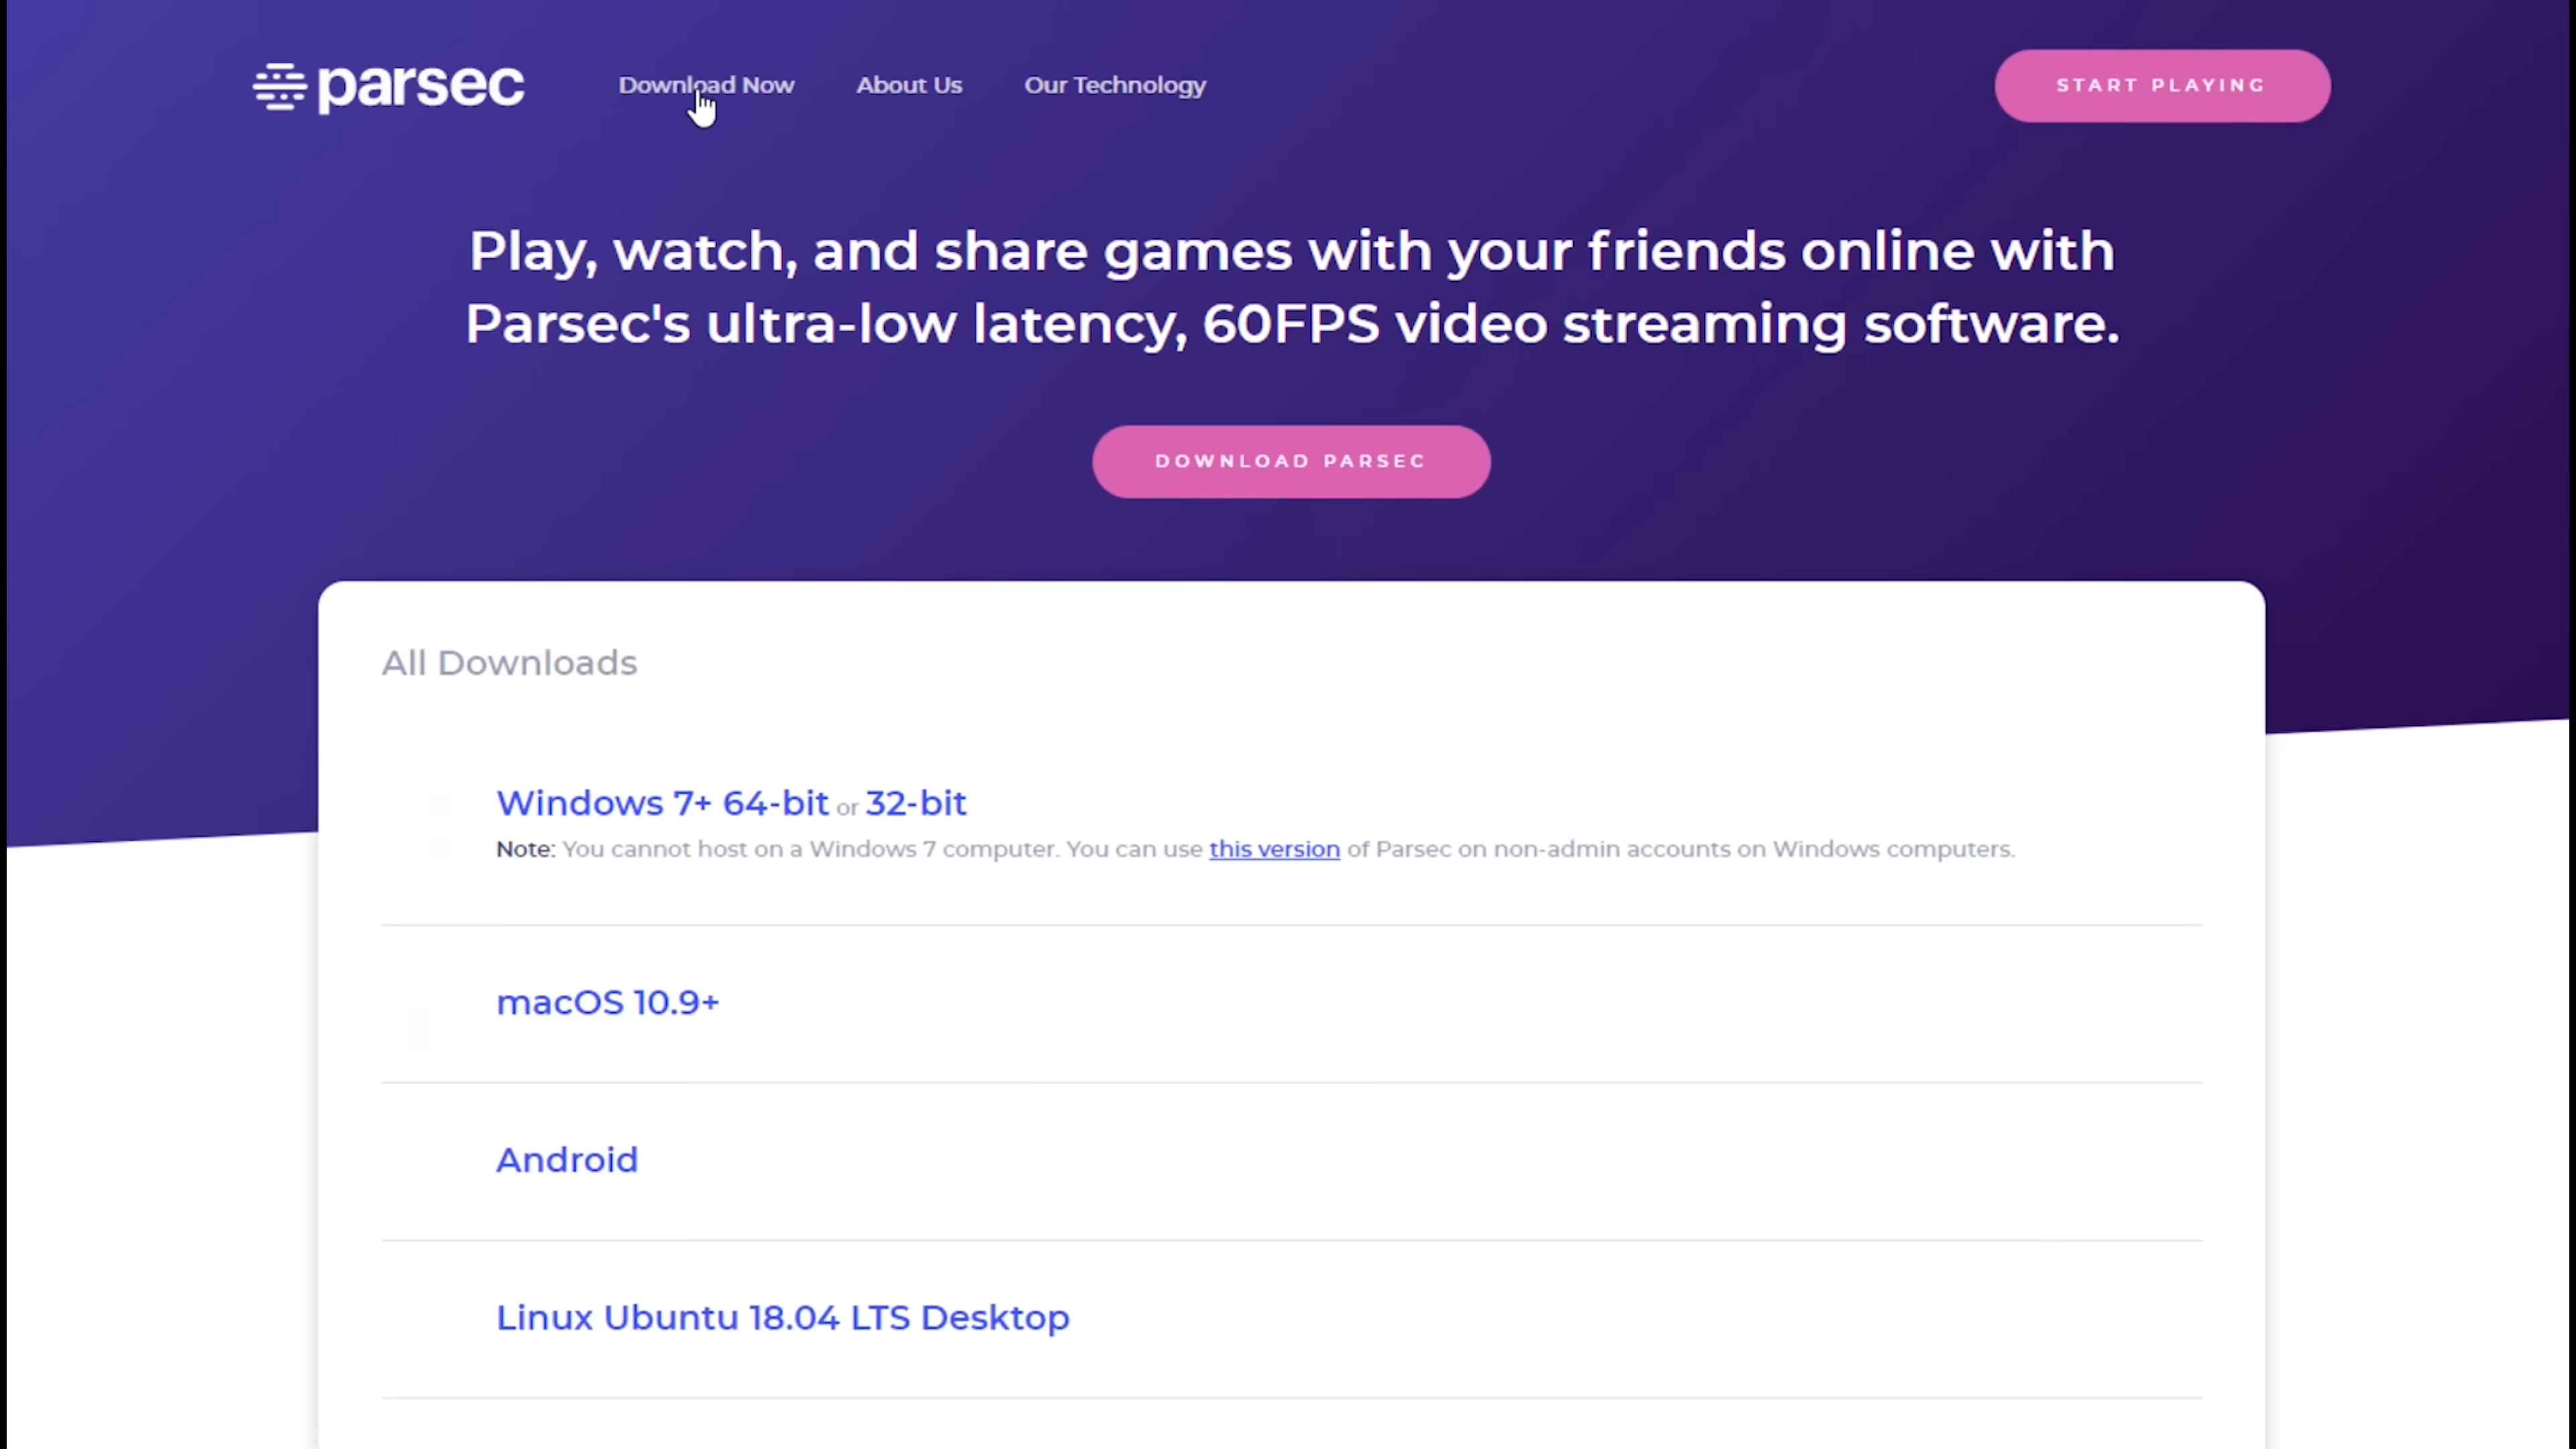 parsec
Download Now
About Us
Our Technology
START PLAYING
Play, watch, and share games with your friends online with
Parsec's ultra-low latency, 60FPS video streaming software.
DOWNLOAD PARSEC
All Downloads
Windows 7+ 64-bit or 32-bit
Note: You cannot host on a Windows 7 computer. You can use this version of Parsec on non-admin accounts on Windows computers.
macOS 10.9+
Android
Linux Ubuntu 18.04 LTS Desktop